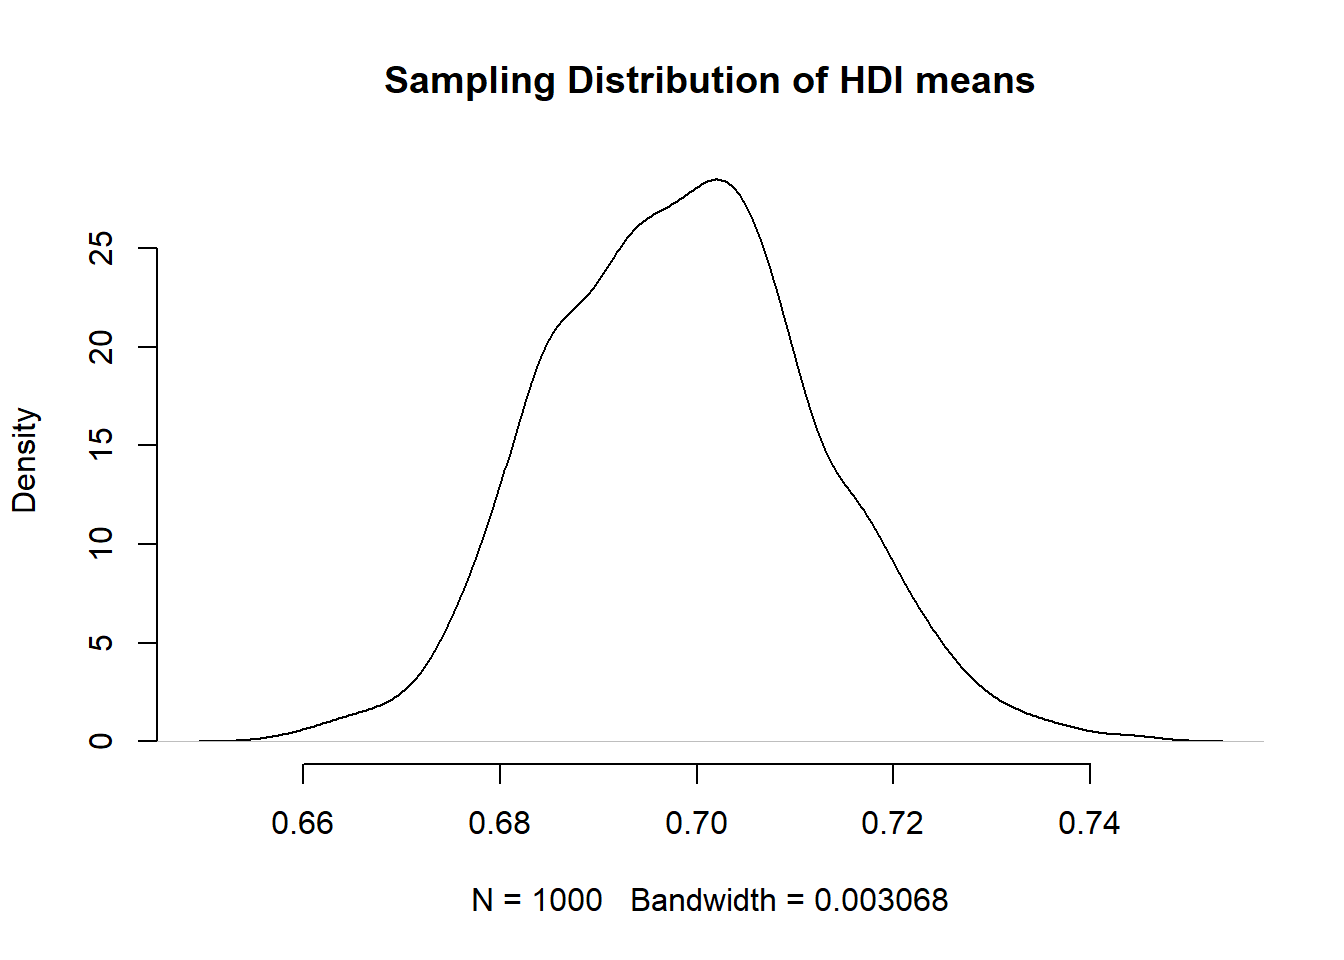 Sampling Distribution of HDI means
Density
25
20
15
10
5
0
0.66 0.68 0.70 0.72 0.74
N = 1000   Bandwidth = 0.003068